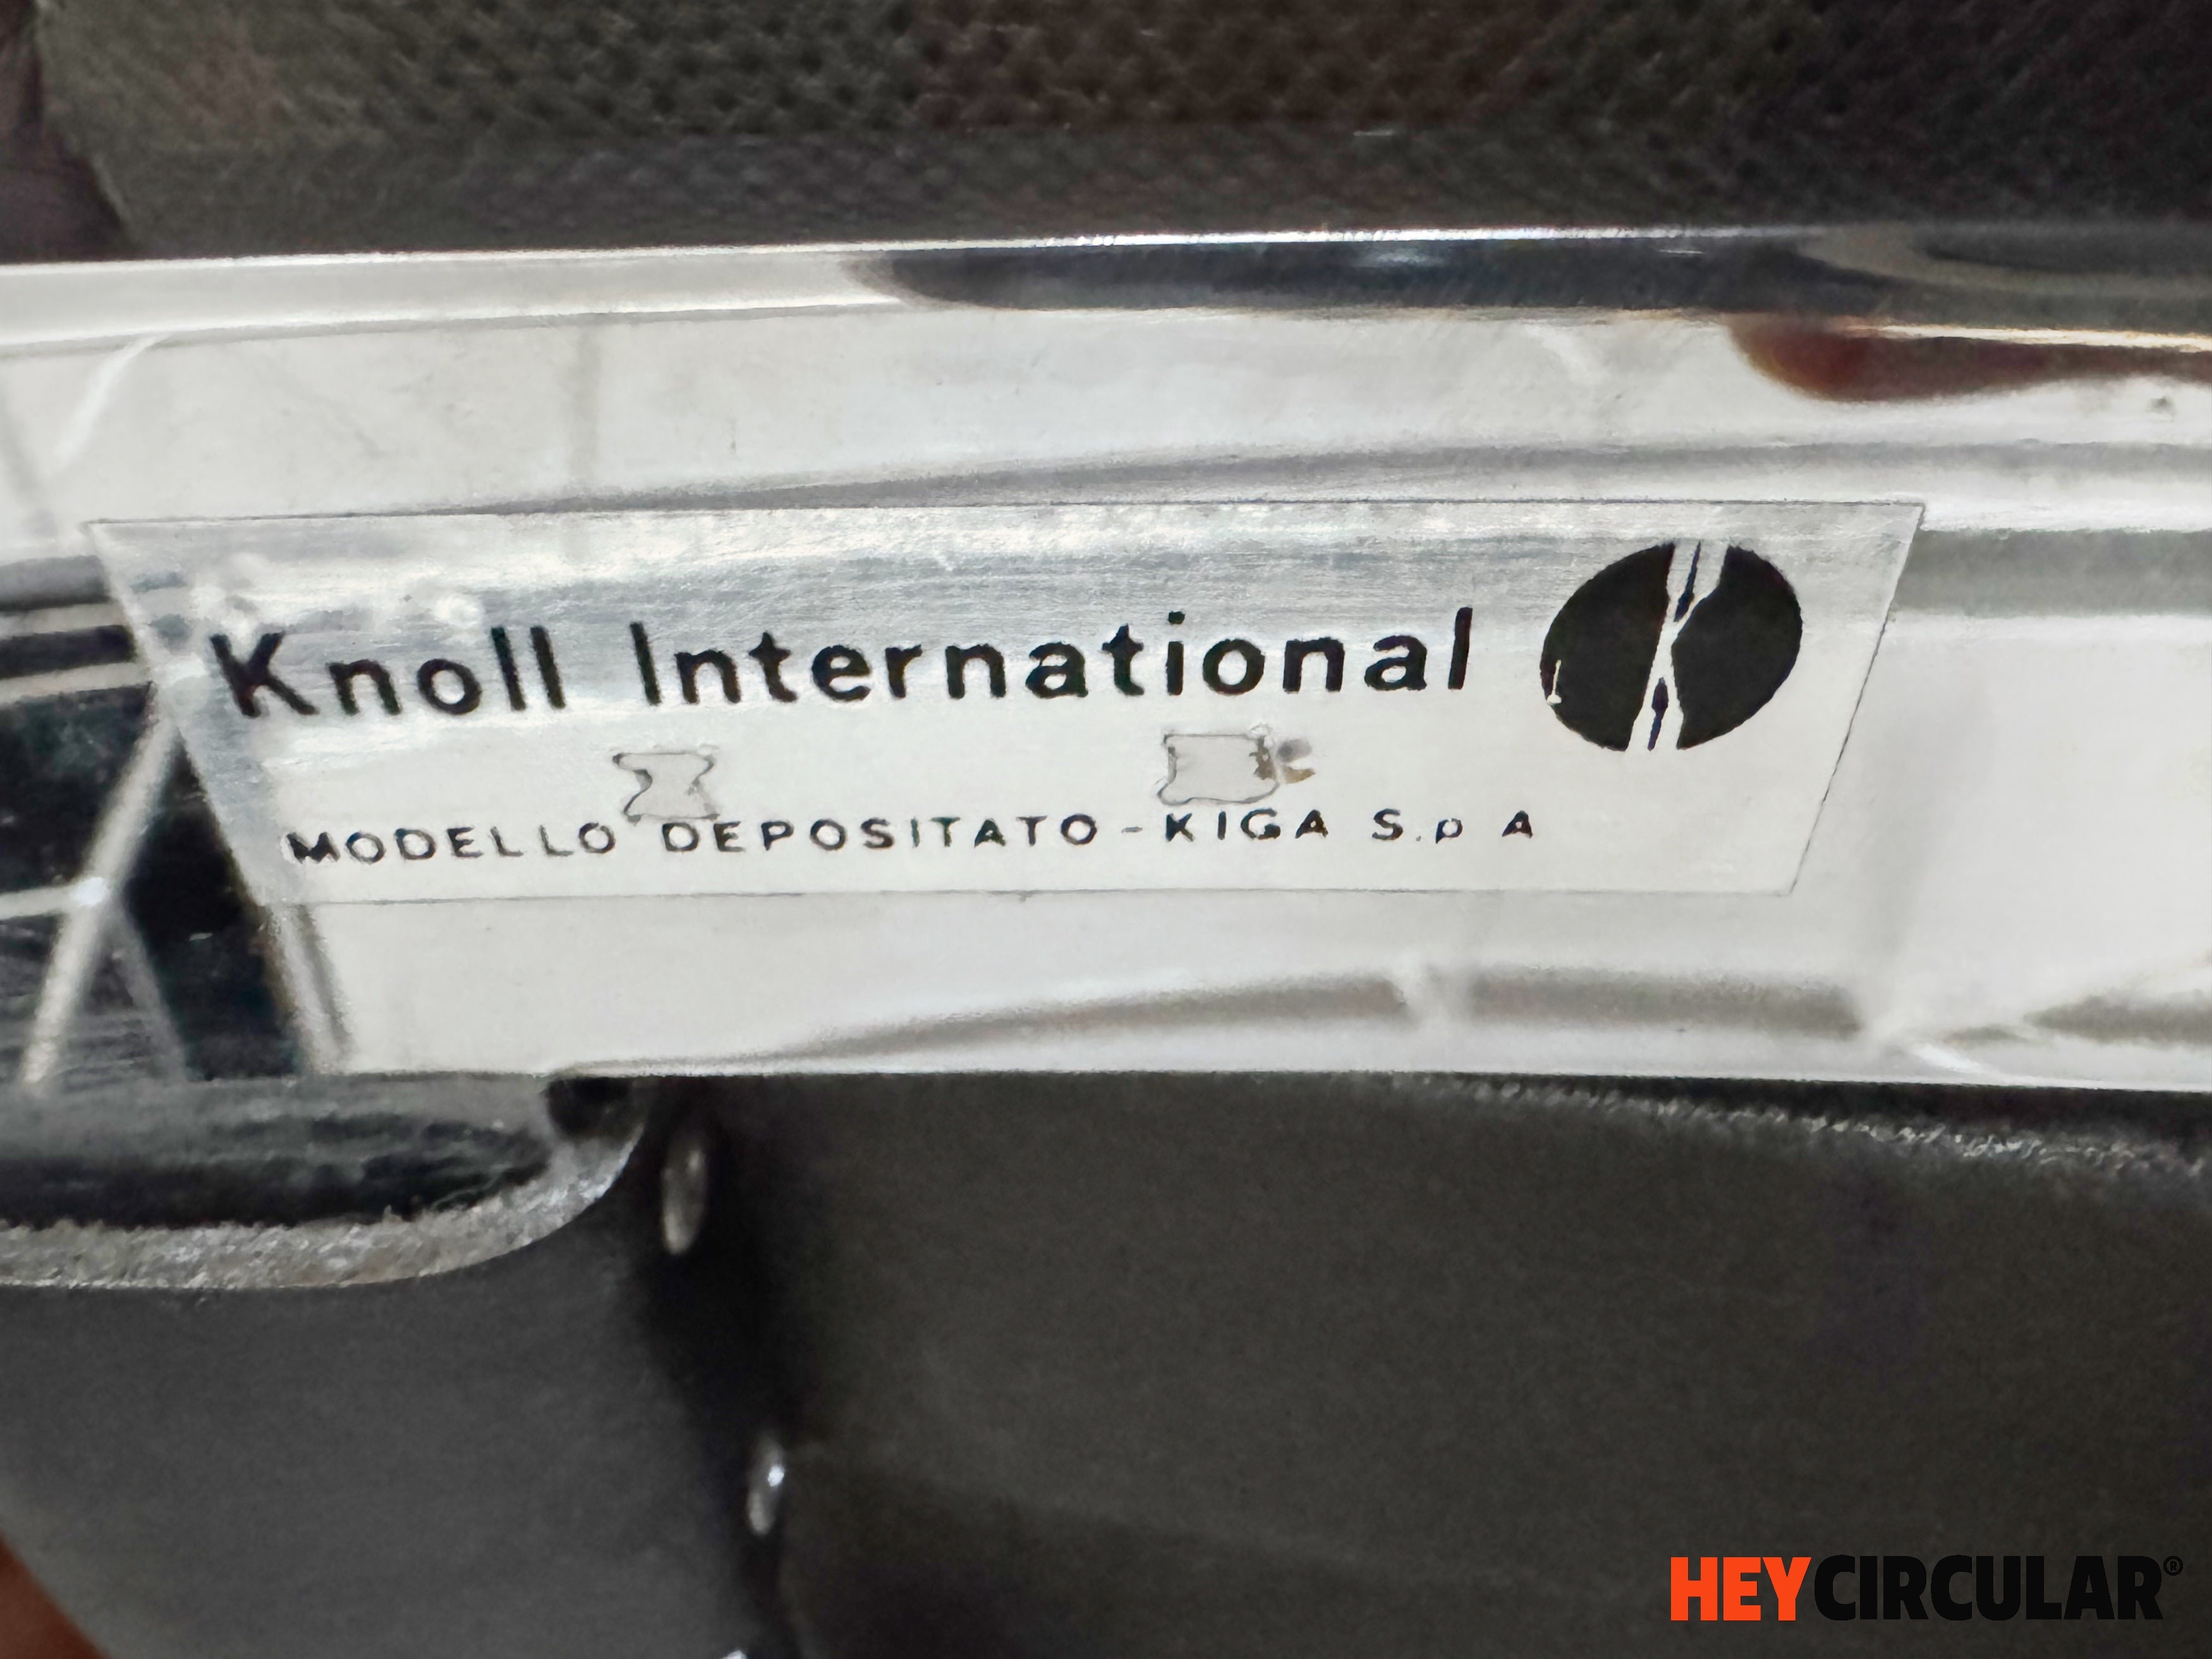 Knoll International
MODELLO DEPOSITATO - KIGA S.p A
HEYCIRCULAR®